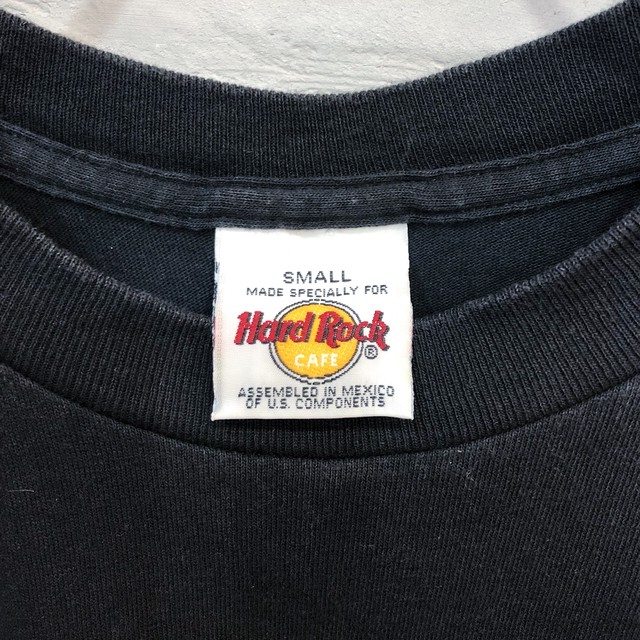 SMALL
MADE SPECIALLY FOR
Hard Rock
CAFE ®
ASSEMBLED IN MEXICO
OF U.S. COMPONENTS